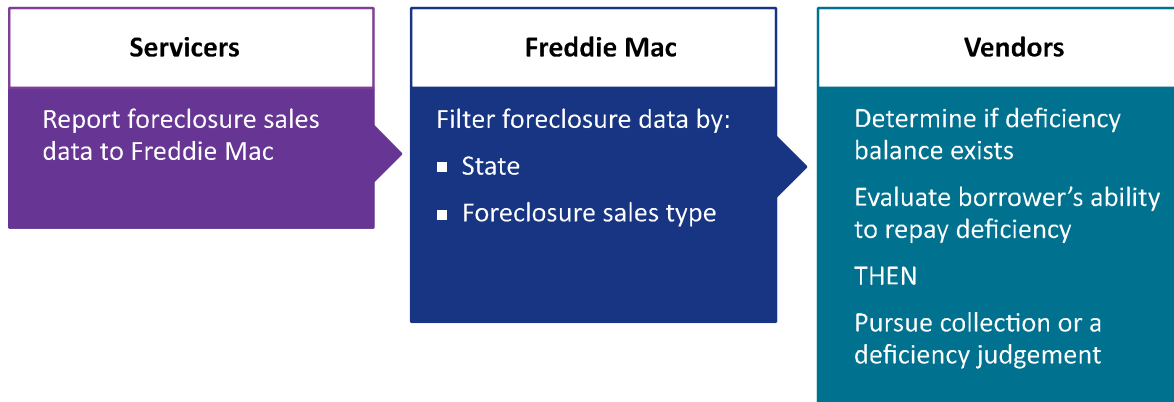 Servicers
Report foreclosure sales
data to Freddie Mac
Freddie Mac
Filter foreclosure data by:
▪ State
▪ Foreclosure sales type
Vendors
Determine if deficiency
balance exists
Evaluate borrower’s ability
to repay deficiency
THEN
Pursue collection or a
deficiency judgement